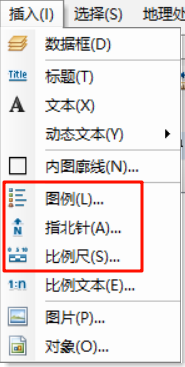 插入(I) 选择(S) 地理处
数据框(D)
Title 标题(T)
A 文本(X)
动态文本(Y)
内图廓线(N)...
图例(L)...
N 指北针(A)...
比例尺(S)...
1:n 比例文本(E)...
图片(P)...
对象(O)...